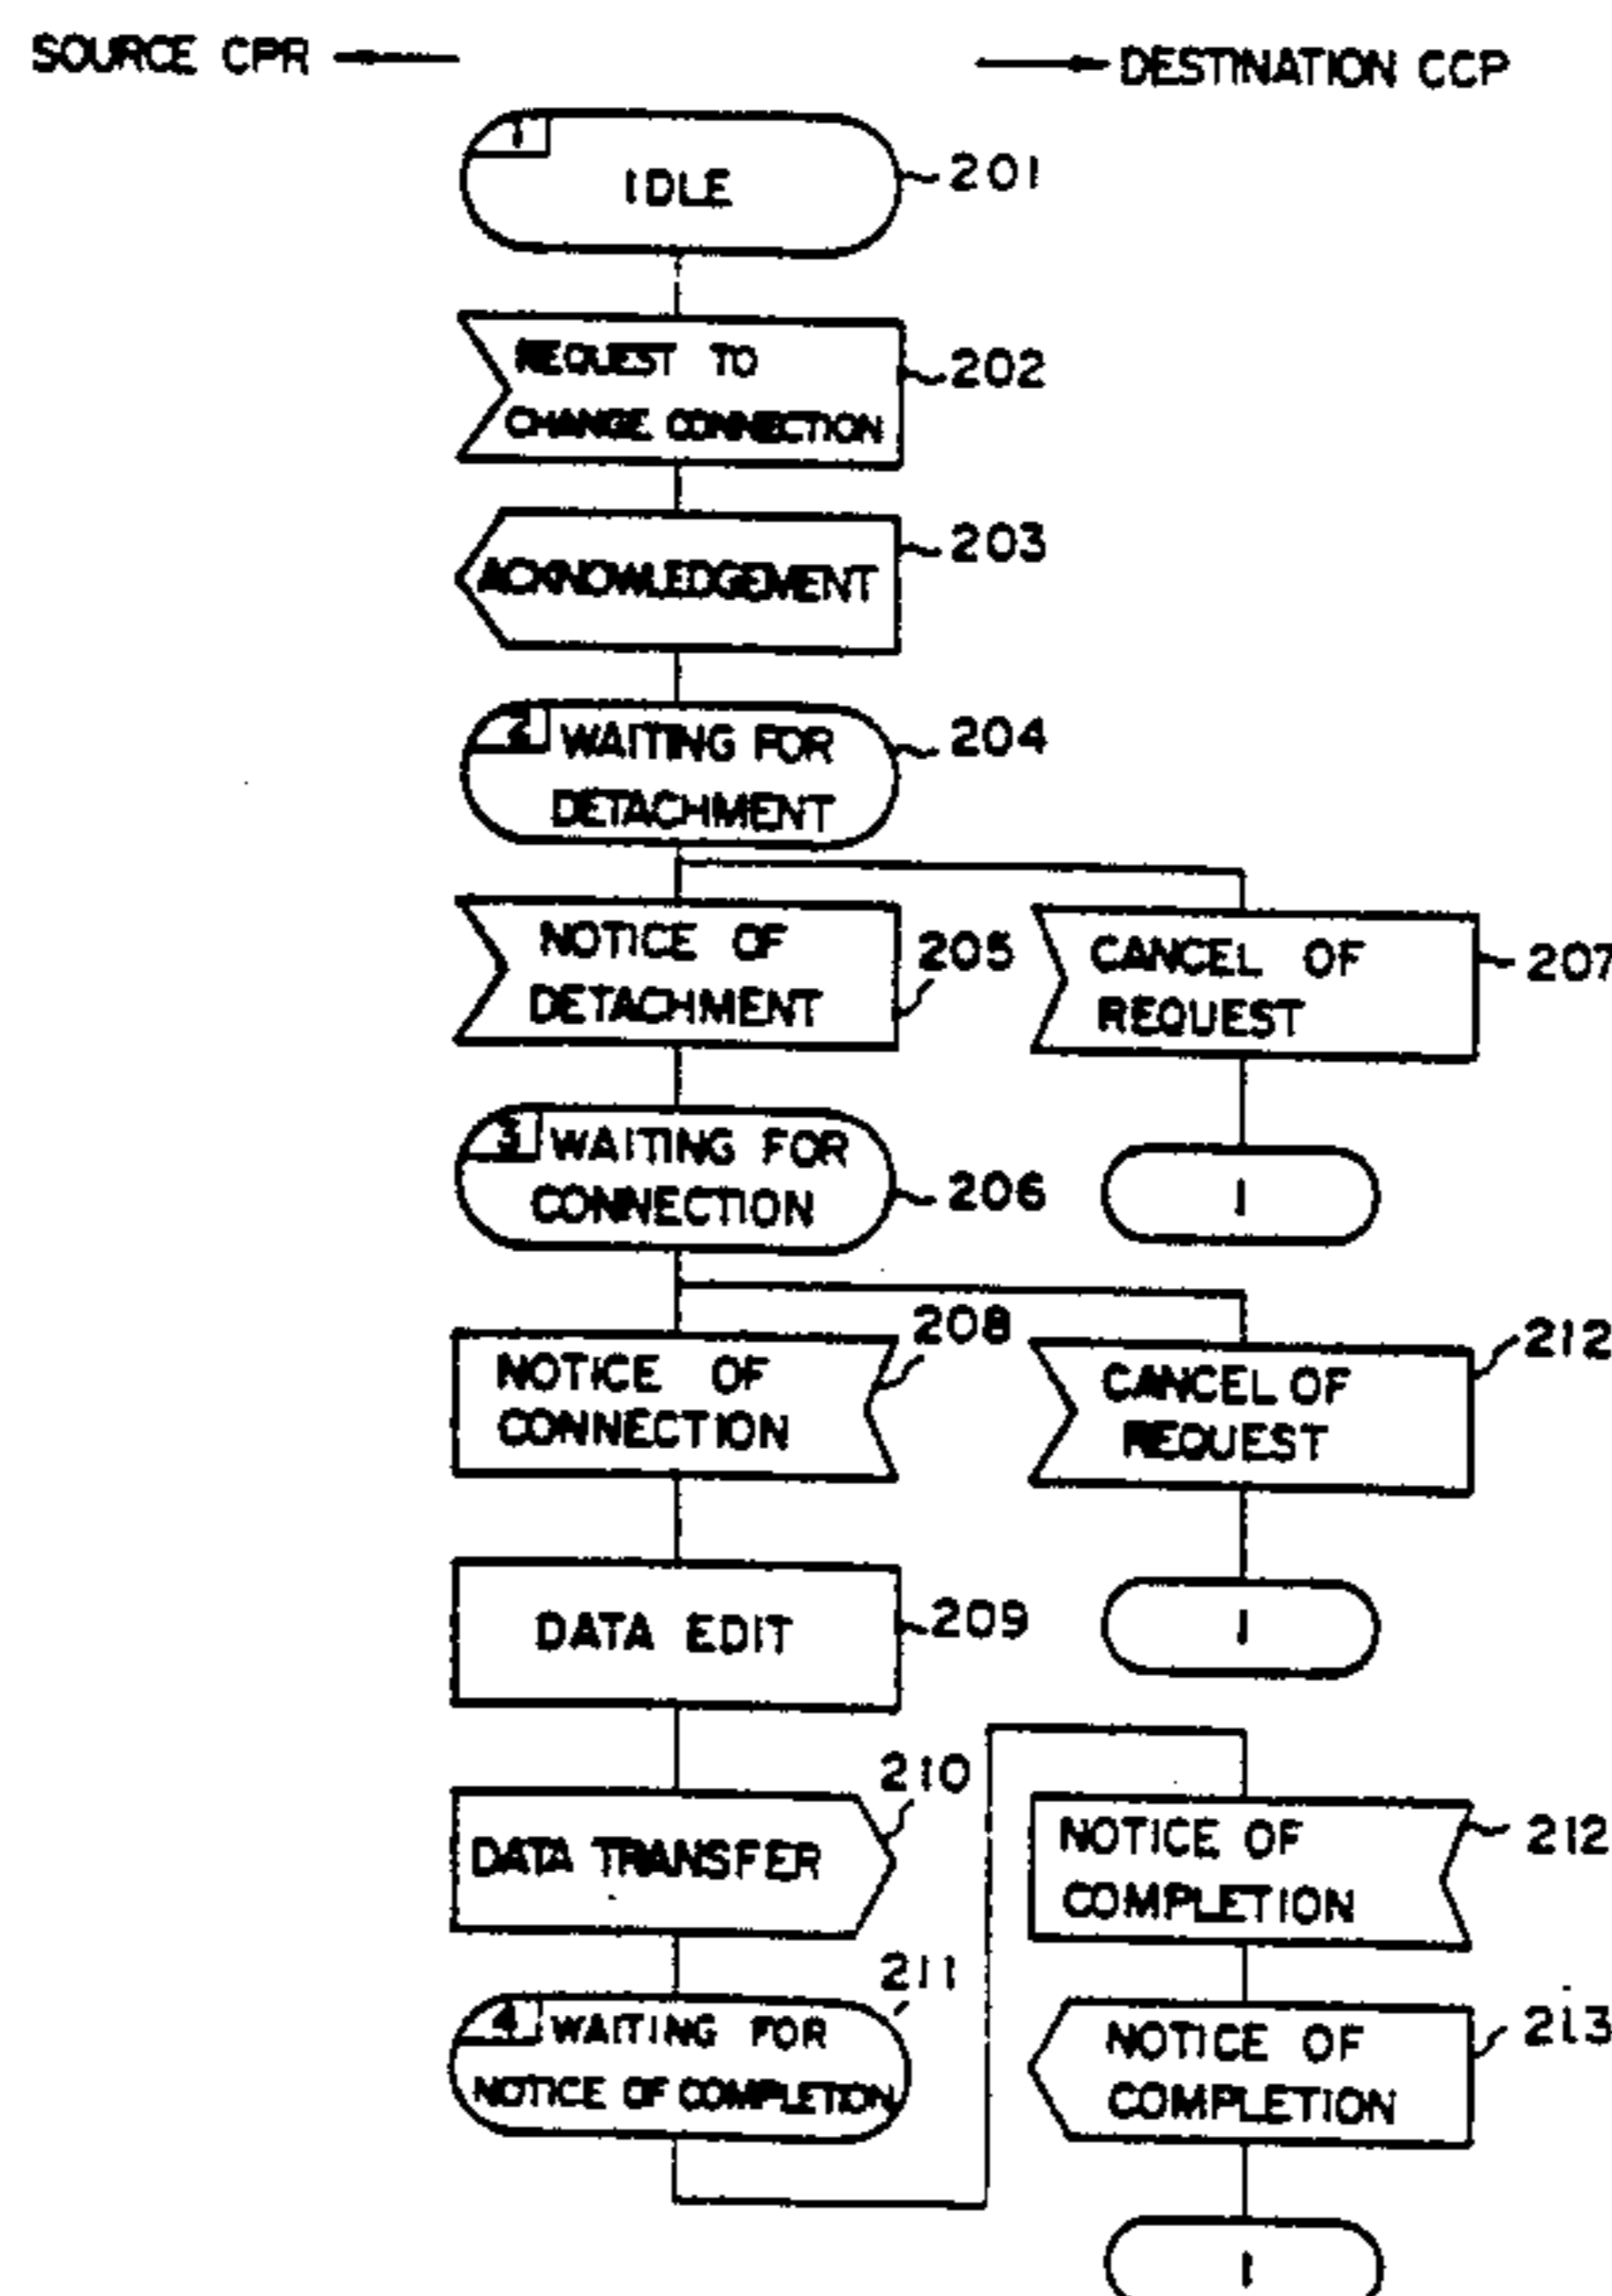 SOURCE CPR
DESTINATION CCP
1
IDLE
201
REQUEST TO
CHANGE CONNECTION
202
ACKNOWLEDGEMENT
203
2 WAITING FOR
DETACHMENT
204
NOTICE OF
DETACHMENT
205
CANCEL OF
REQUEST
207
3 WAITING FOR
CONNECTION
206
1
NOTICE OF
CONNECTION
208
CANCEL OF
REQUEST
212
DATA EDIT
209
1
DATA TRANSFER
210
NOTICE OF
COMPLETION
212
4 WAITING FOR
NOTICE OF COMPLETION
211
NOTICE OF
COMPLETION
213
1